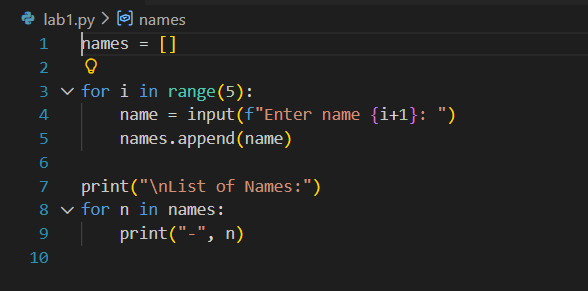 lab1.py > names
1 names = []
2
3 for i in range(5):
4     name = input(f"Enter name {i+1}: ")
5     names.append(name)
6
7 print("\nList of Names:")
8 for n in names:
9     print("-", n)
10